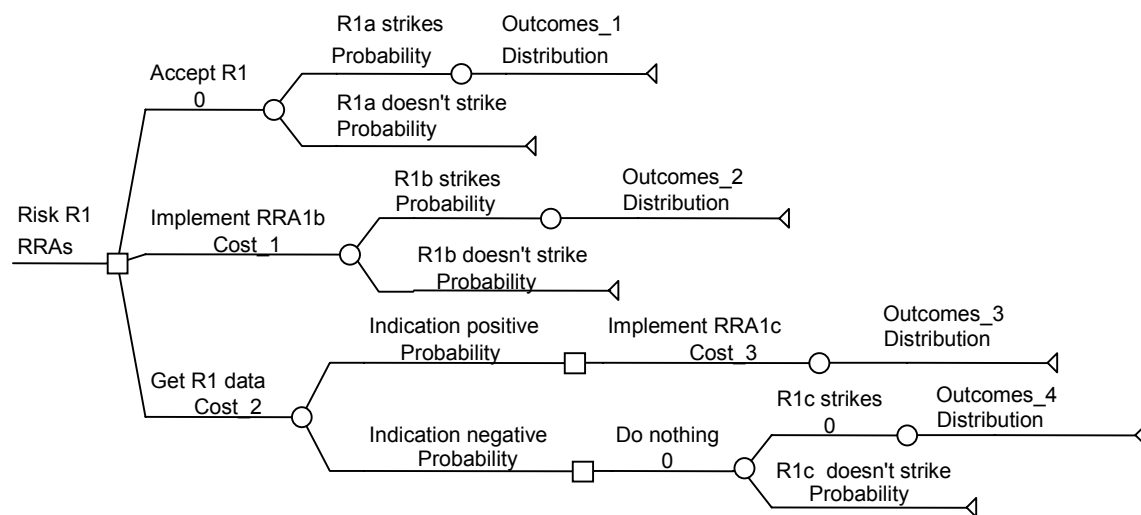 R1a strikes
Probability
Outcomes_1
Distribution
Accept R1
0
R1a doesn't strike
Probability
Risk R1
RRAs
Implement RRA1b
Cost_1
R1b strikes
Probability
Outcomes_2
Distribution
R1b doesn't strike
Probability
Get R1 data
Cost_2
Indication positive
Probability
Implement RRA1c
Cost_3
Outcomes_3
Distribution
Indication negative
Probability
Do nothing
0
R1c strikes
0
Outcomes_4
Distribution
R1c doesn't strike
Probability